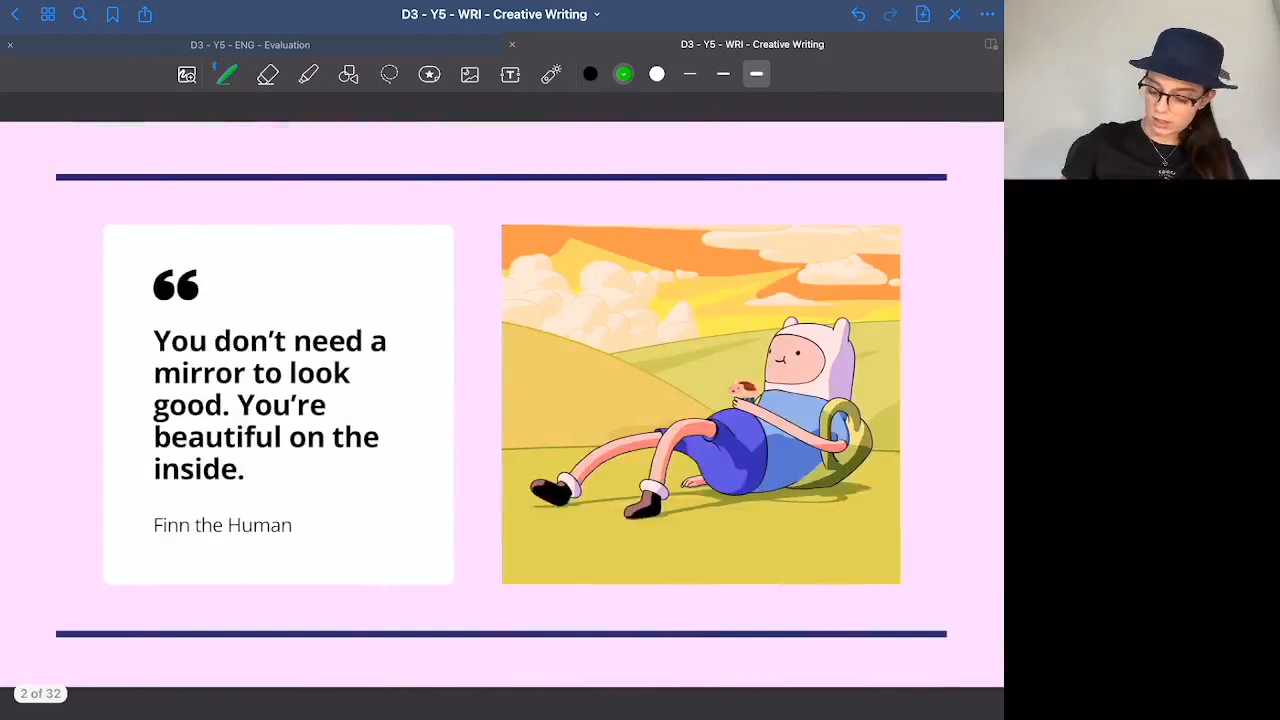 D3 - Y5 - WRI - Creative Writing
D3 - Y5 - ENG - Evaluation
D3 - Y5 - WRI - Creative Writing
“
You don’t need a
mirror to look
good. You’re
beautiful on the
inside.
Finn the Human
2 of 32